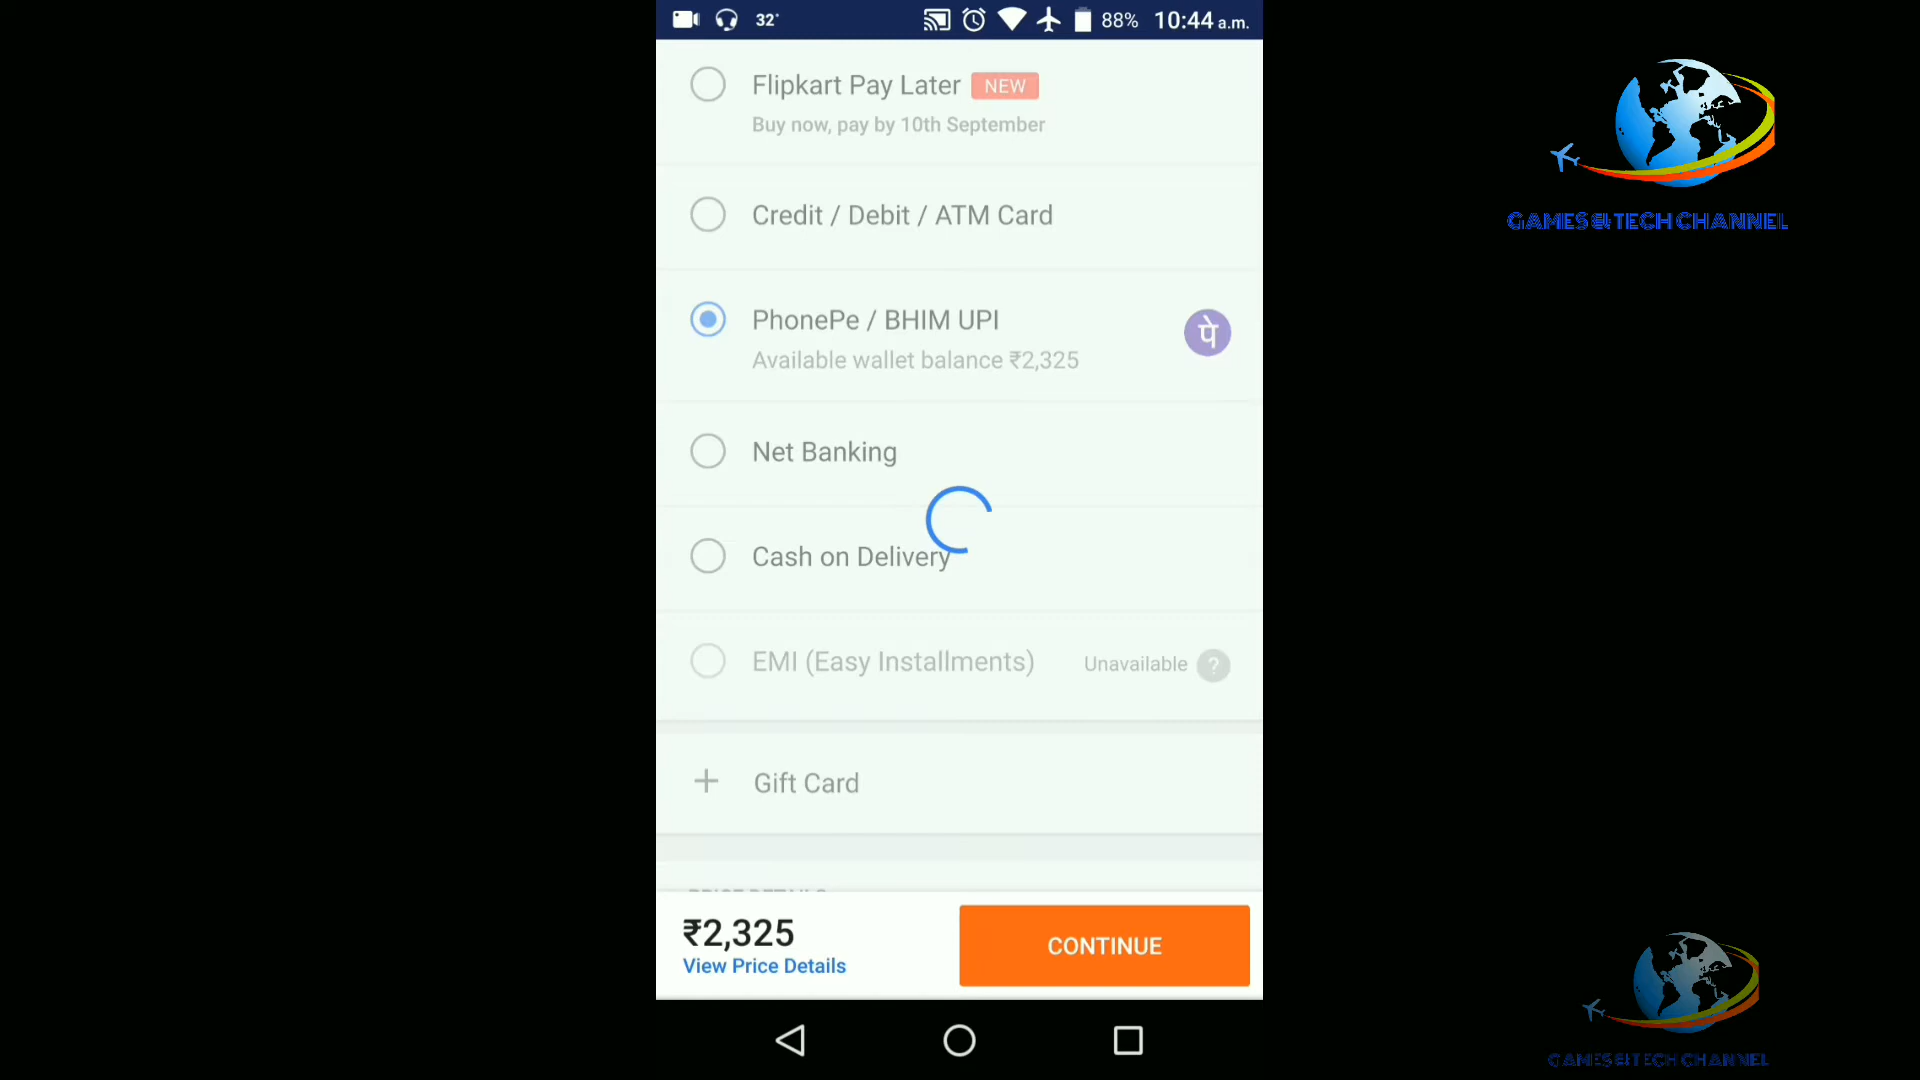 32°
88% 10:44 a.m.
Flipkart Pay Later NEW
Buy now, pay by 10th September
Credit / Debit / ATM Card
PhonePe / BHIM UPI
पे
Available wallet balance ₹2,325
Net Banking
Cash on Delivery
EMI (Easy Installments) Unavailable ?
Gift Card
PRICE DETAILS
₹2,325
View Price Details
CONTINUE
GAMES&TECH CHANNEL
GAMES&TECH CHANNEL